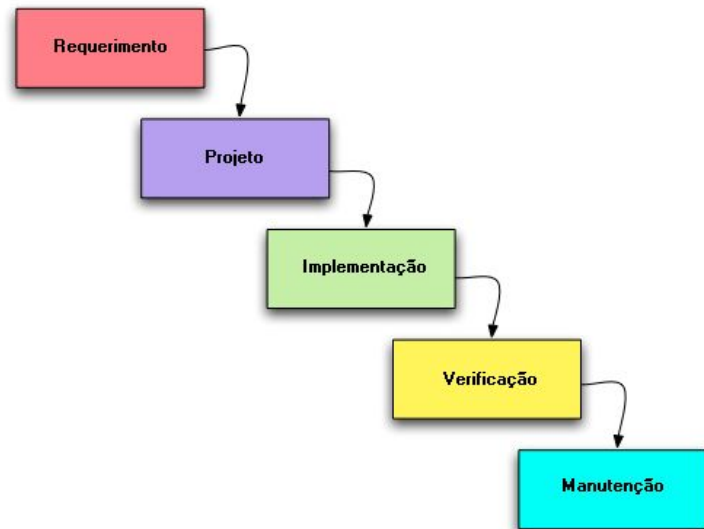 Requerimento
Projeto
Implementação
Verificação
Manutenção